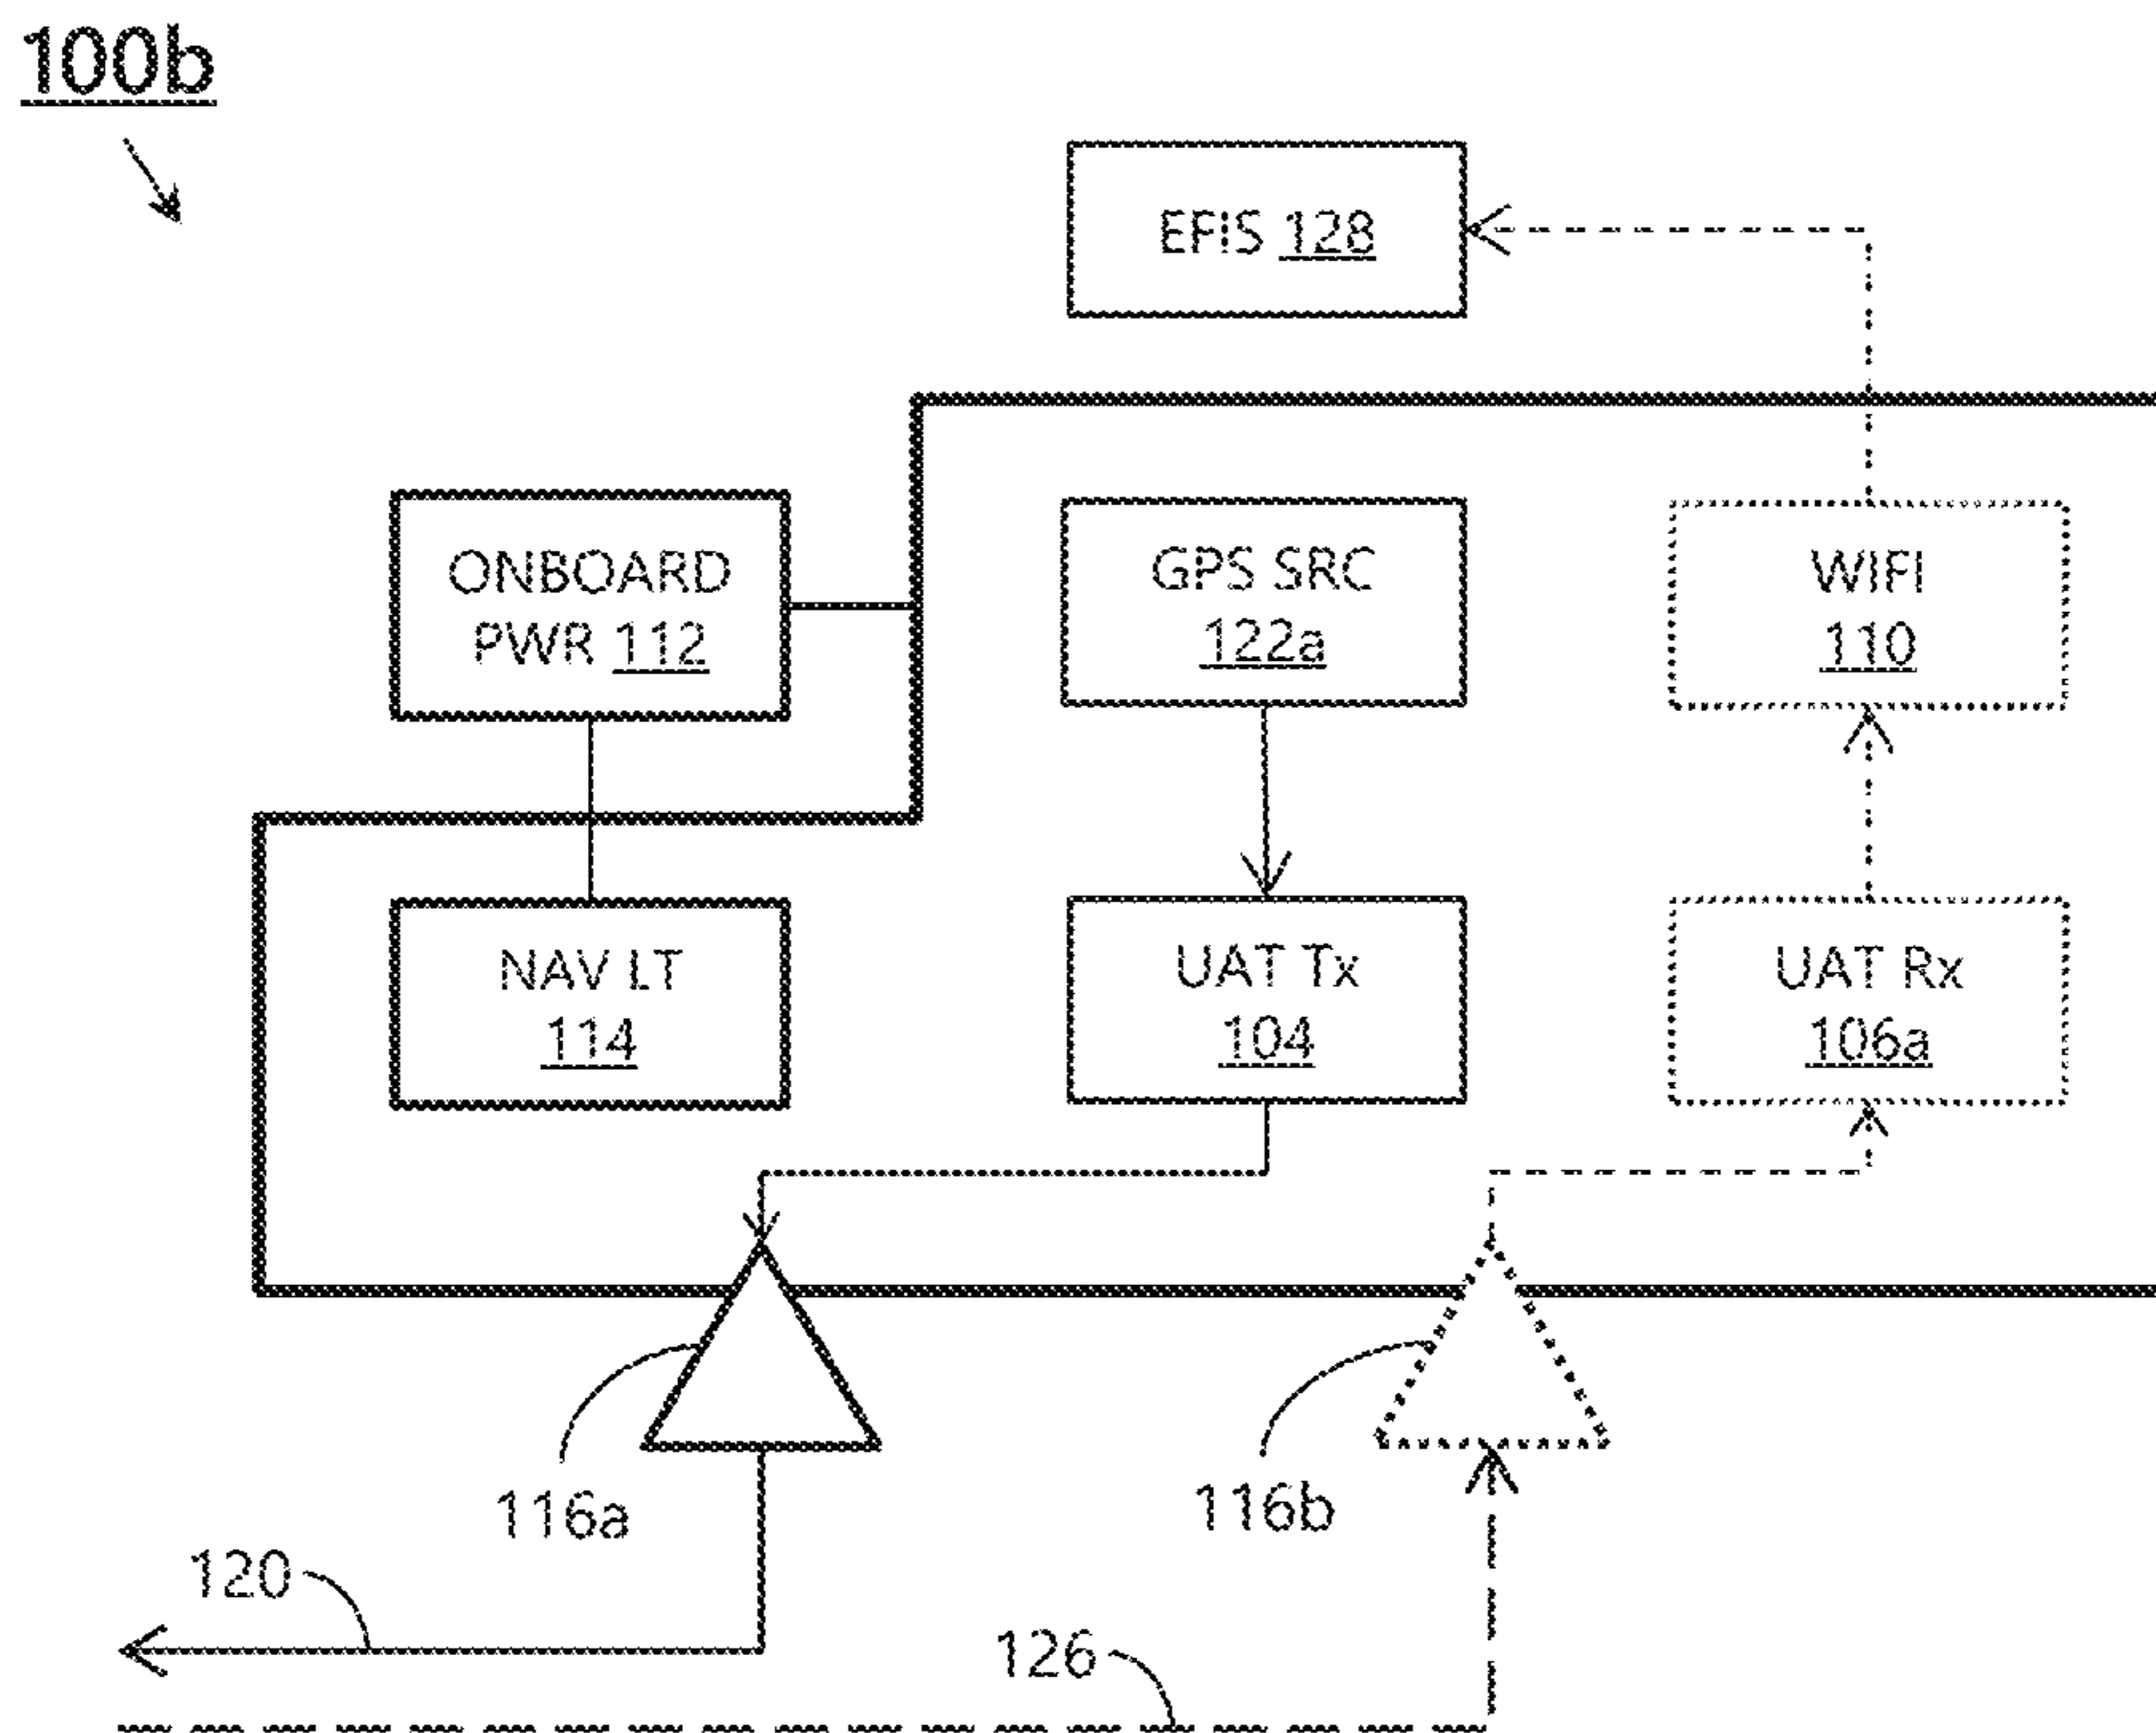 100b
EFIS 128
ONBOARD
PWR 112
GPS SRC
122a
WIFI
110
NAV LT
114
UAT Tx
104
UAT Rx
106a
116a
116b
120
126